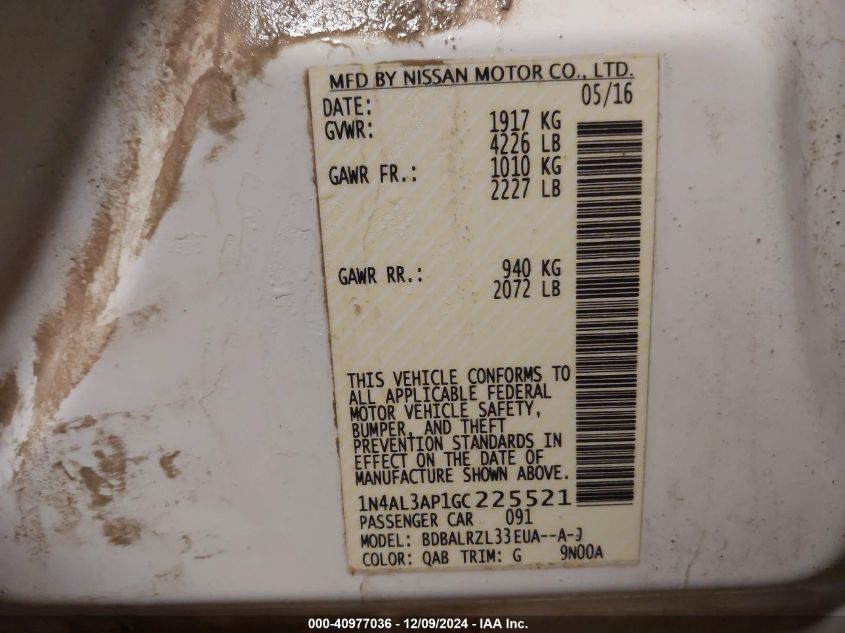 MFD BY NISSAN MOTOR CO., LTD.
DATE: 05/16
GVWR: 1917 KG
4226 LB
GAWR FR.: 1010 KG
2227 LB
GAWR RR.: 940 KG
2072 LB
THIS VEHICLE CONFORMS TO
ALL APPLICABLE FEDERAL
MOTOR VEHICLE SAFETY,
BUMPER, AND THEFT
PREVENTION STANDARDS IN
EFFECT ON THE DATE OF
MANUFACTURE SHOWN ABOVE.
1N4AL3AP1GC225521
PASSENGER CAR 091
MODEL: BDBALRZL33EUA--A-J
COLOR: QAB TRIM: G 9N00A
000-40977036 - 12/09/2024 - IAA Inc.